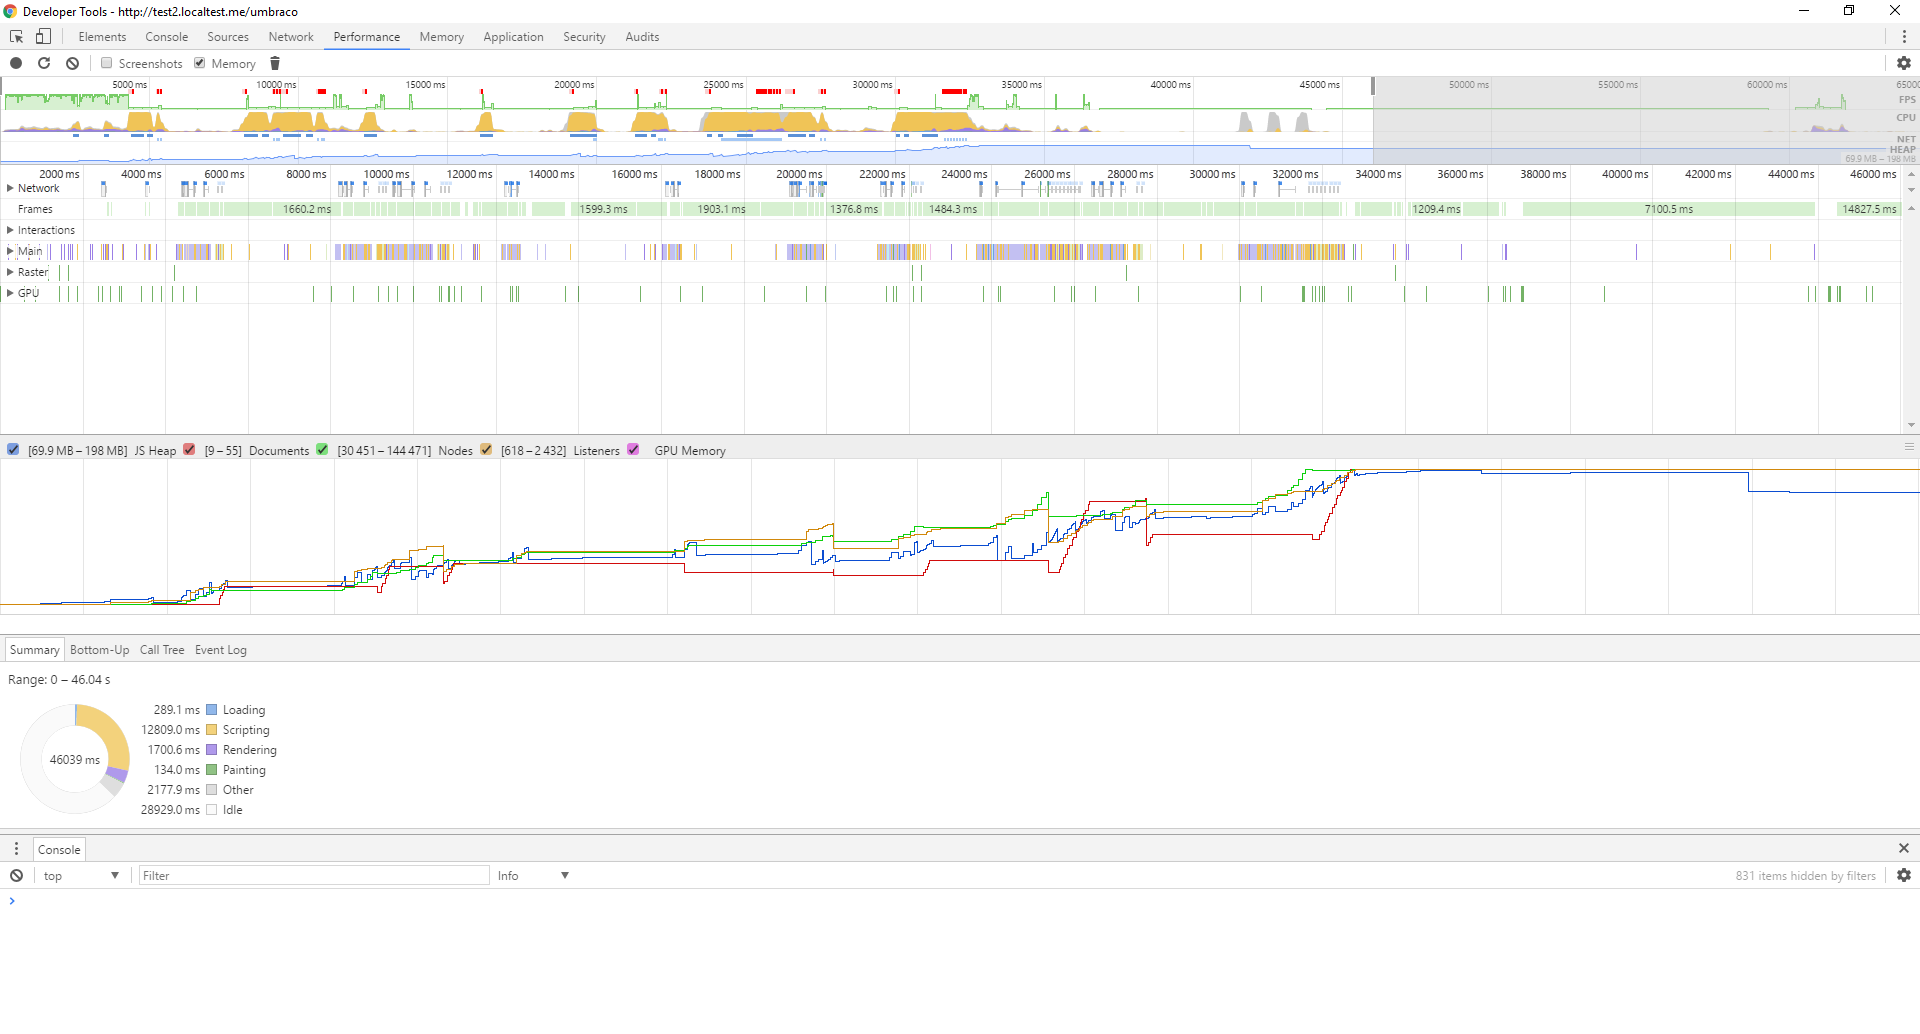 Developer Tools - http://test2.localtest.me/umbraco
Elements Console Sources Network Performance Memory Application Security Audits
Screenshots Memory
5000 ms 10000 ms 15000 ms 20000 ms 25000 ms 30000 ms 35000 ms 40000 ms 45000 ms 50000 ms 55000 ms 60000 ms 6500
FPS
CPU
NET
HEAP
69.9 MB – 198 MB
2000 ms 4000 ms 6000 ms 8000 ms 10000 ms 12000 ms 14000 ms 16000 ms 18000 ms 20000 ms 22000 ms 24000 ms 26000 ms 28000 ms 30000 ms 32000 ms 34000 ms 36000 ms 38000 ms 40000 ms 42000 ms 44000 ms 46000 ms
Network
Frames 1660.2 ms 1599.3 ms 1903.1 ms 1376.8 ms 1484.3 ms 1209.4 ms 7100.5 ms 14827.5 ms
Interactions
Main
Raster
GPU
[69.9 MB – 198 MB] JS Heap [9 – 55] Documents [30 451 – 144 471] Nodes [618 – 2 432] Listeners GPU Memory
Summary Bottom-Up Call Tree Event Log
Range: 0 – 46.04 s
46039 ms
289.1 ms Loading
12809.0 ms Scripting
1700.6 ms Rendering
134.0 ms Painting
2177.9 ms Other
28929.0 ms Idle
Console
top Filter Info 831 items hidden by filters